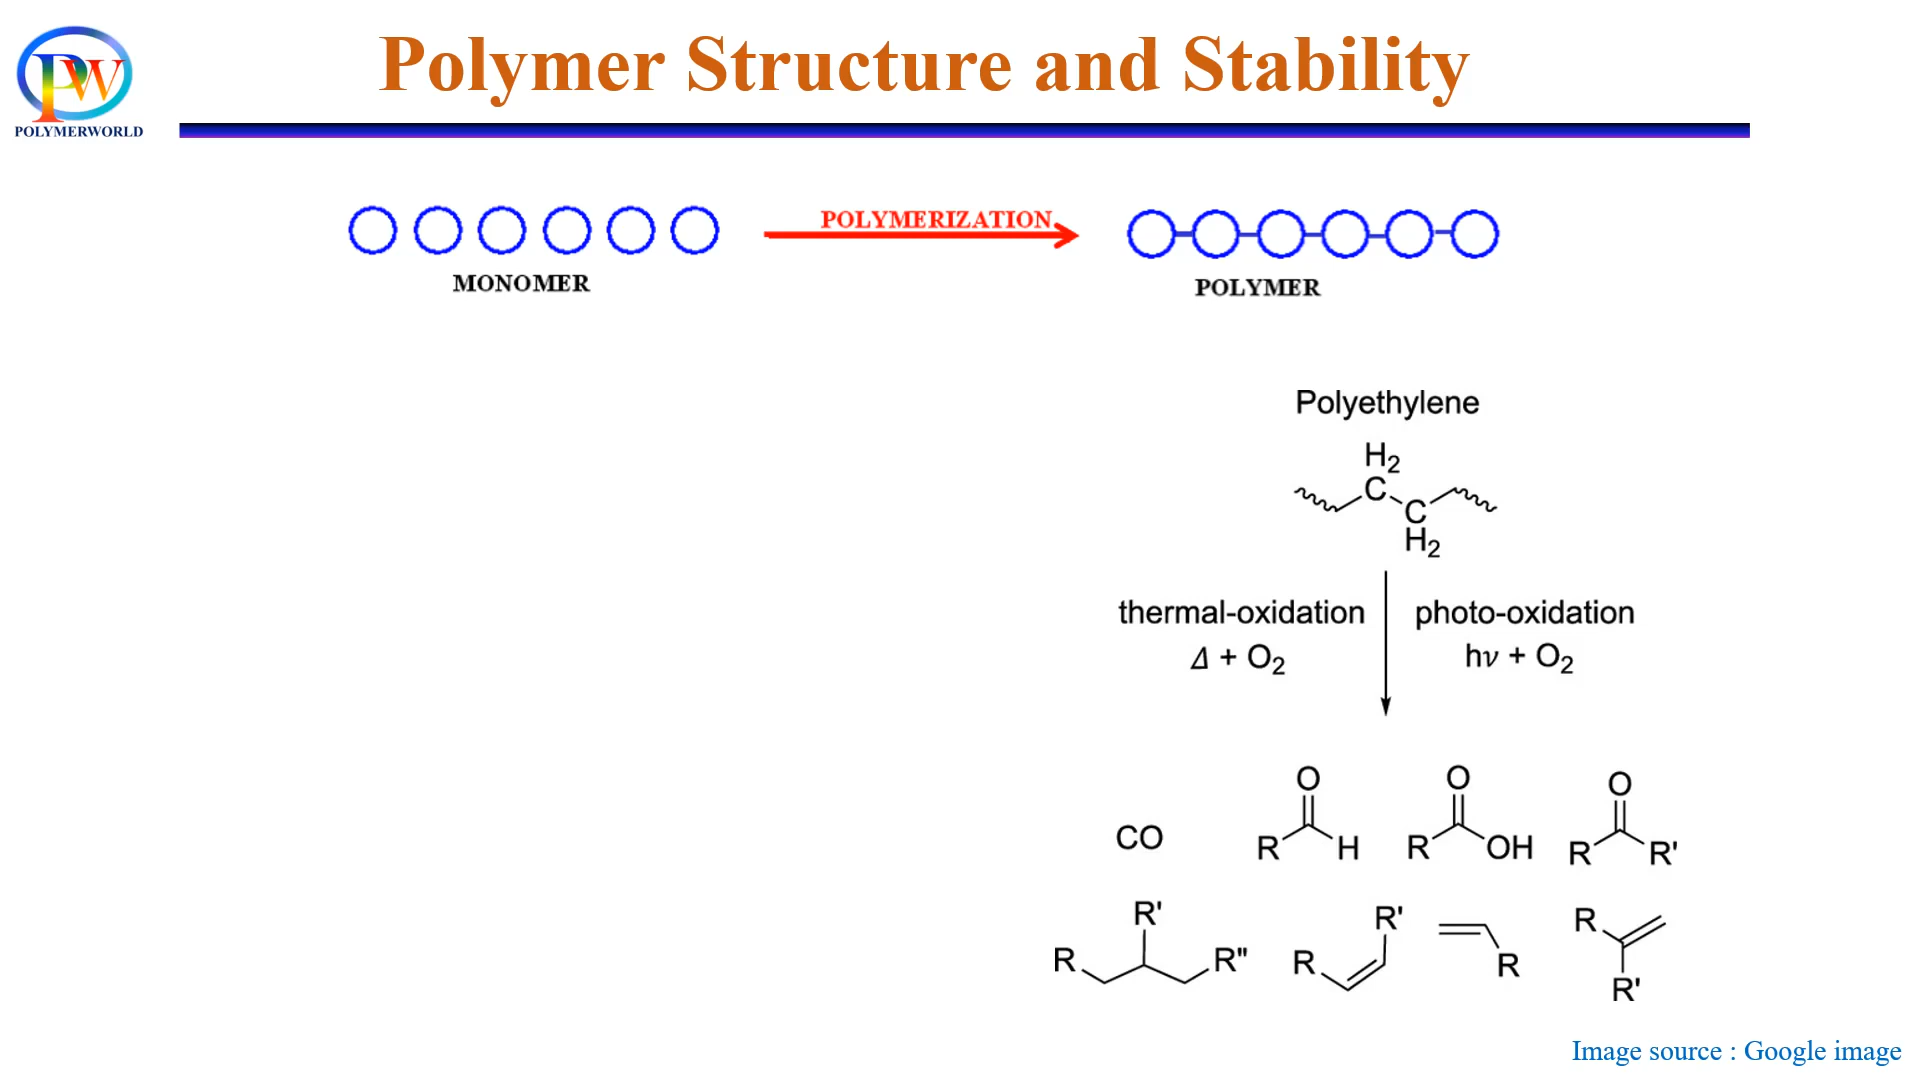 PW
POLYMERWORLD
Polymer Structure and Stability
POLYMERIZATION
MONOMER
POLYMER
Polyethylene
H2
C
C
H2
thermal-oxidation
photo-oxidation
Δ + O2
hν + O2
O
O
O
CO
R
H
R
OH
R
R'
R'
R
R"
R'
R
R
R
R'
Image source : Google image